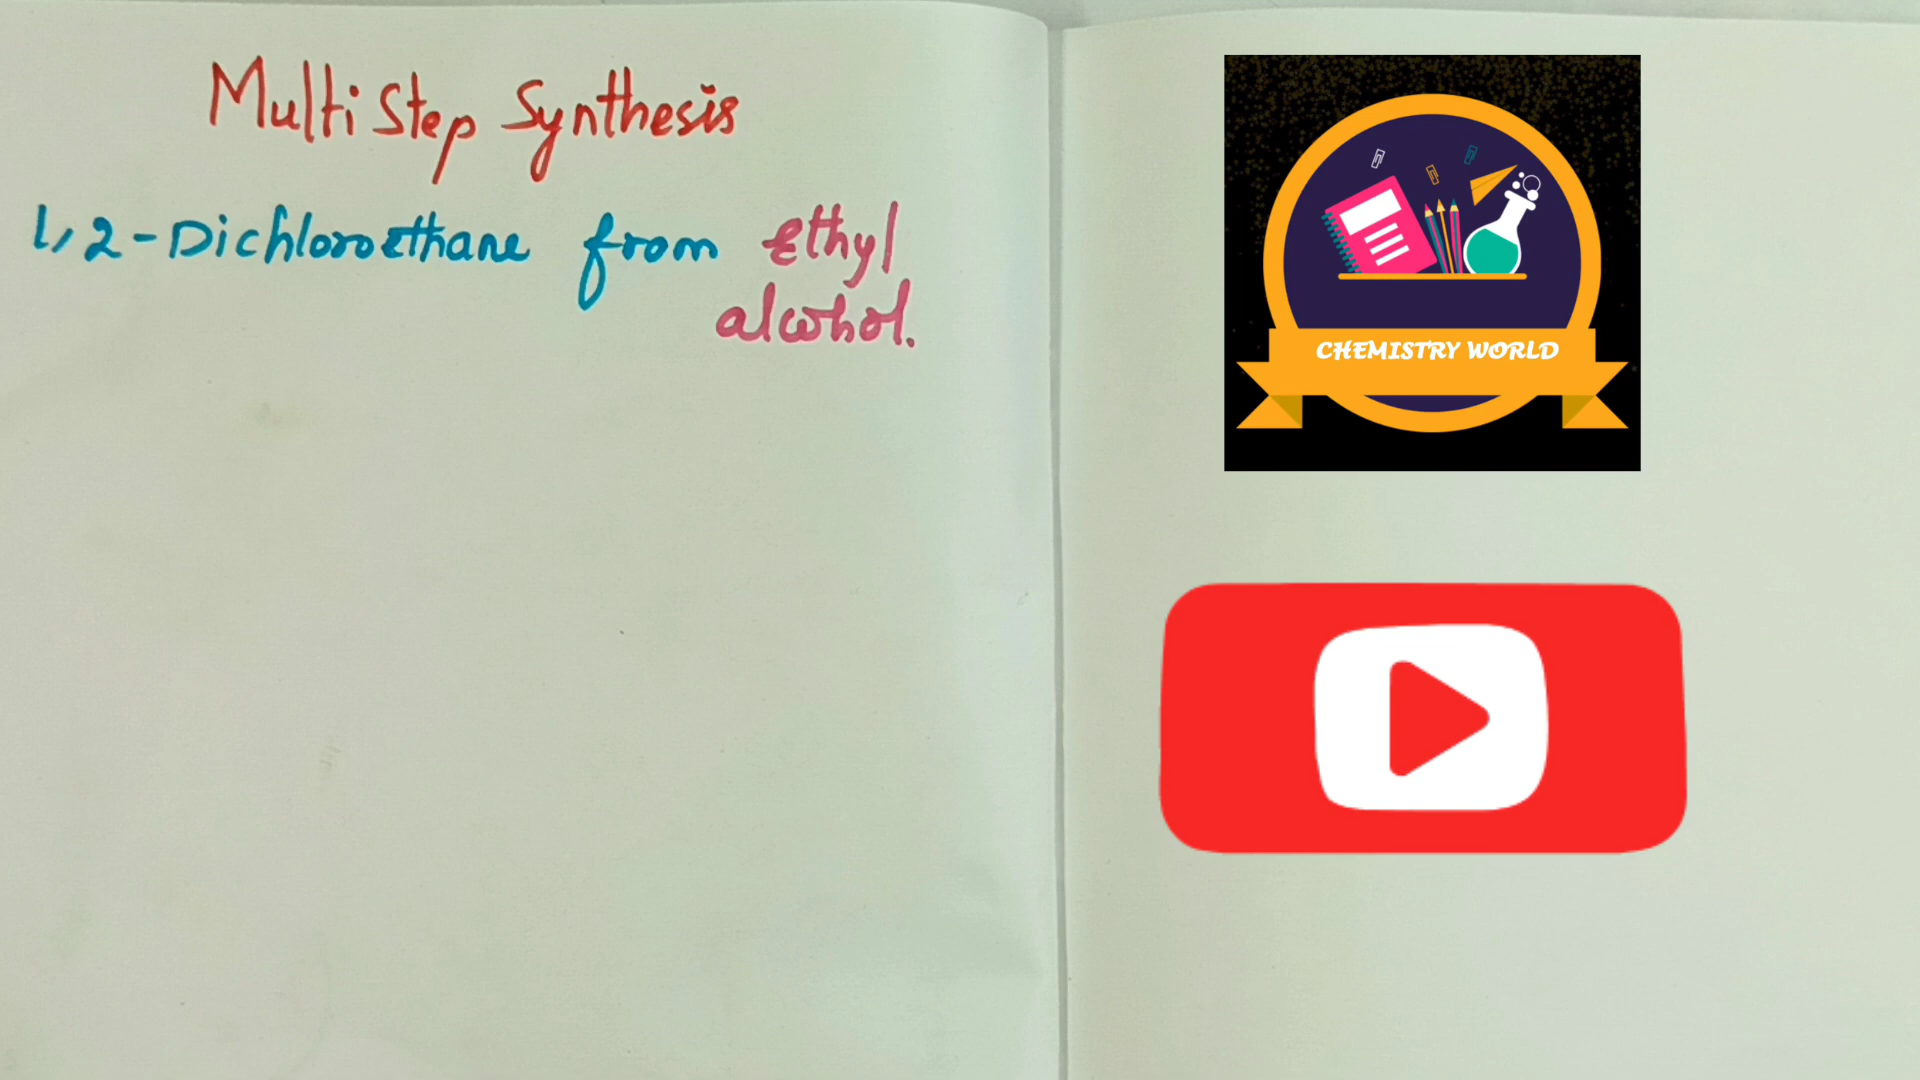 Multi Step Synthesis
1,2-Dichloroethane from Ethyl
alcohol.
CHEMISTRY WORLD